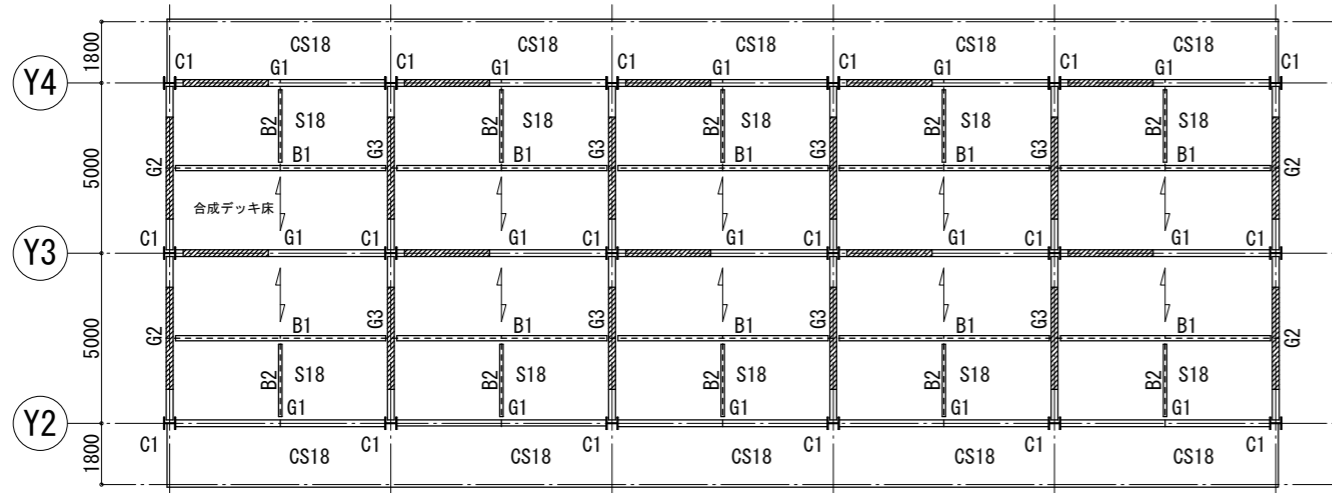 1800
CS18 CS18 CS18 CS18 CS18
C1 C1 C1 C1 C1 C1
G1 G1 G1 G1 G1
Y4
B2 S18 B2 S18 B2 S18 B2 S18 B2 S18
5000
G2 B1 G3 B1 B1 G3 B1 G3 B1 G2
合成デッキ床
C1 G1 C1 G1 G1 C1 G1 C1 G1 C1
Y3
5000
G2 B1 G3 B1 B1 G3 B1 G3 B1 G2
B2 S18 B2 S18 B2 S18 B2 S18 B2 S18
G1 G1 G1 G1 G1
Y2
C1 C1 C1 C1 C1 C1
1800
CS18 CS18 CS18 CS18 CS18